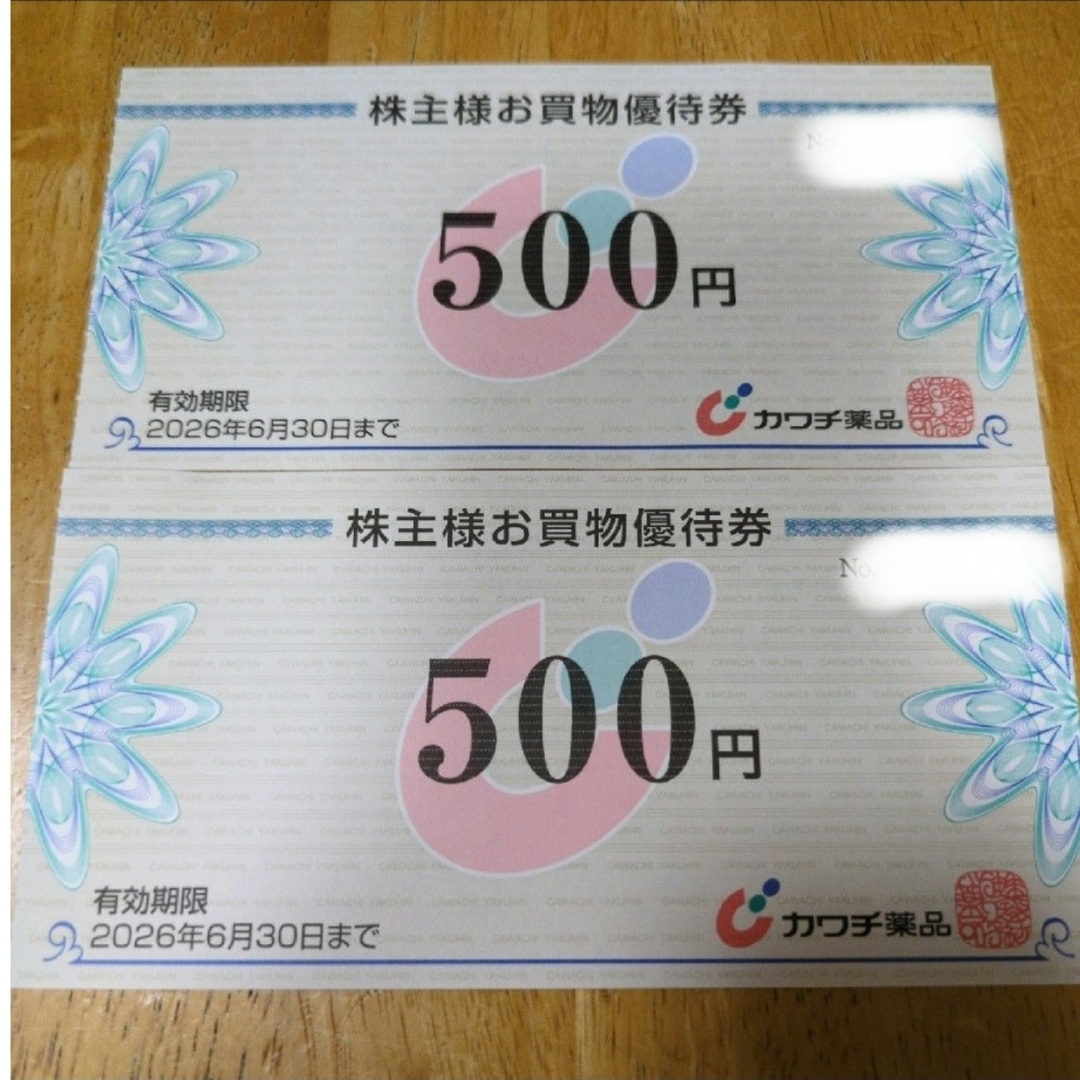 株主様お買物優待券
No
500円
有効期限
2026年6月30日まで
カワチ薬品
株主様お買物優待券
No.
500円
有効期限
2026年6月30日まで
カワチ薬品
CAWACHI YAKUHIN